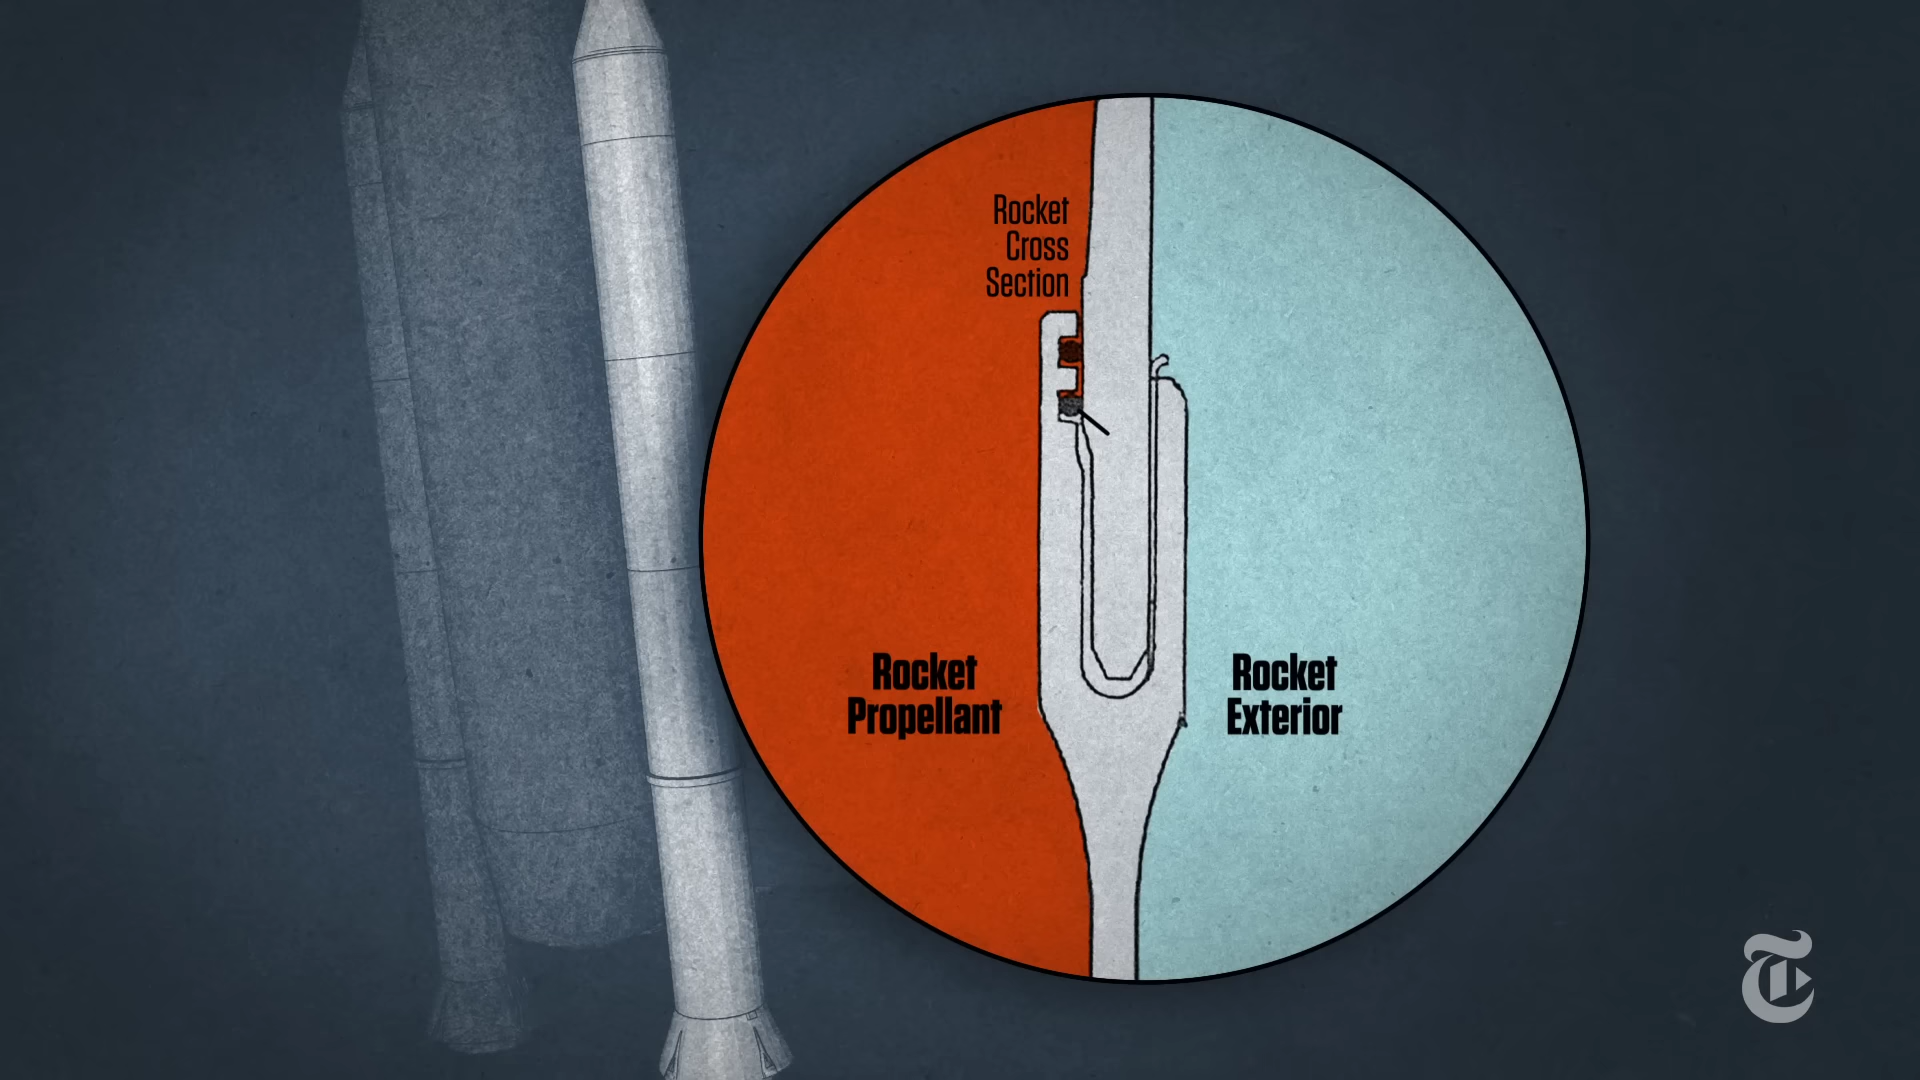 Rocket
Cross
Section
Rocket
Propellant
Rocket
Exterior
T